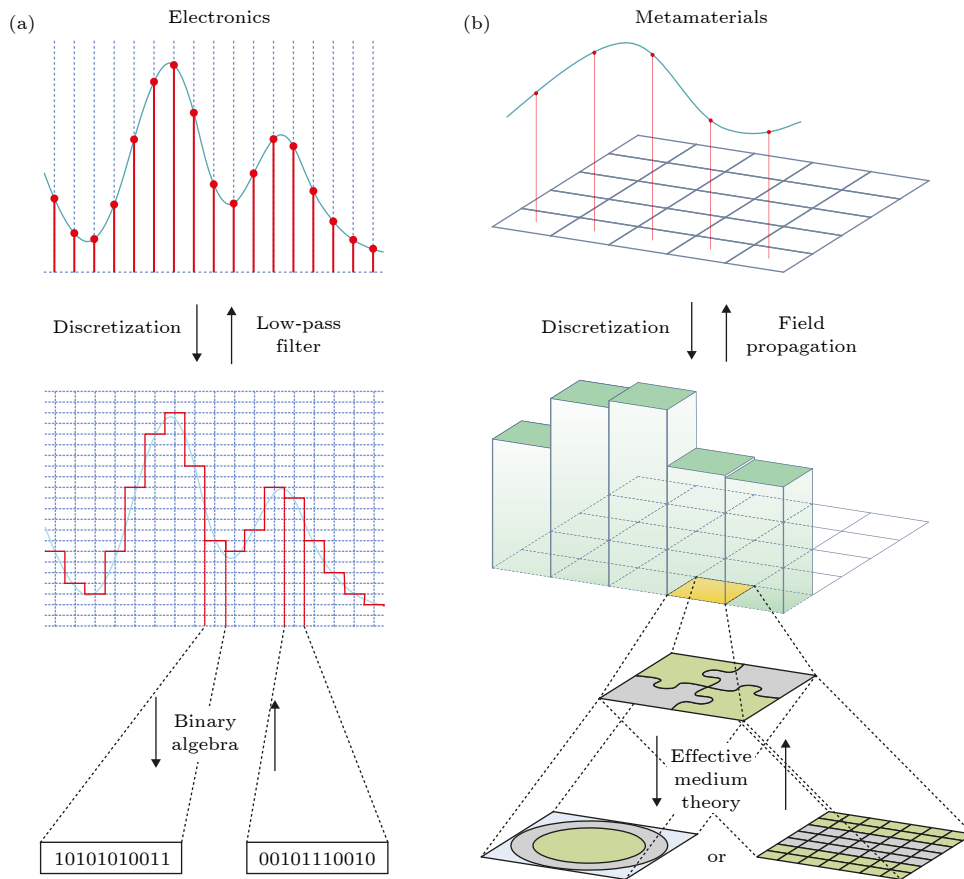 (a)
Electronics
Discretization
Low-pass
filter
Binary
algebra
10101010011
00101110010
(b)
Metamaterials
Discretization
Field
propagation
Effective
medium
theory
or